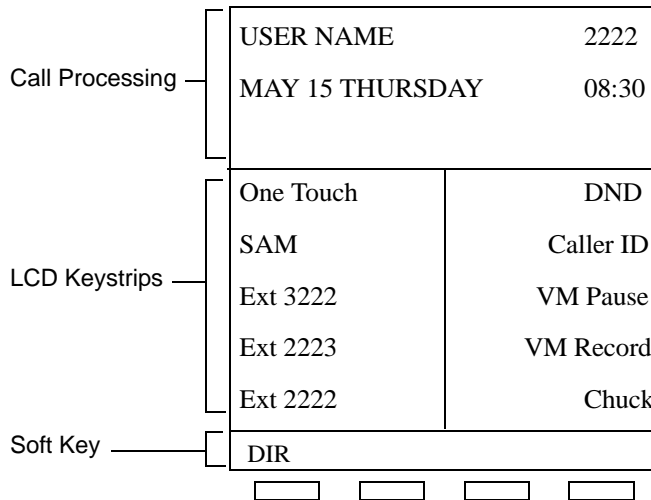 USER NAME 2222
Call Processing
MAY 15 THURSDAY 08:30
One Touch DND
SAM Caller ID
LCD Keystrips
Ext 3222 VM Pause
Ext 2223 VM Record
Ext 2222 Chuck
Soft Key
DIR